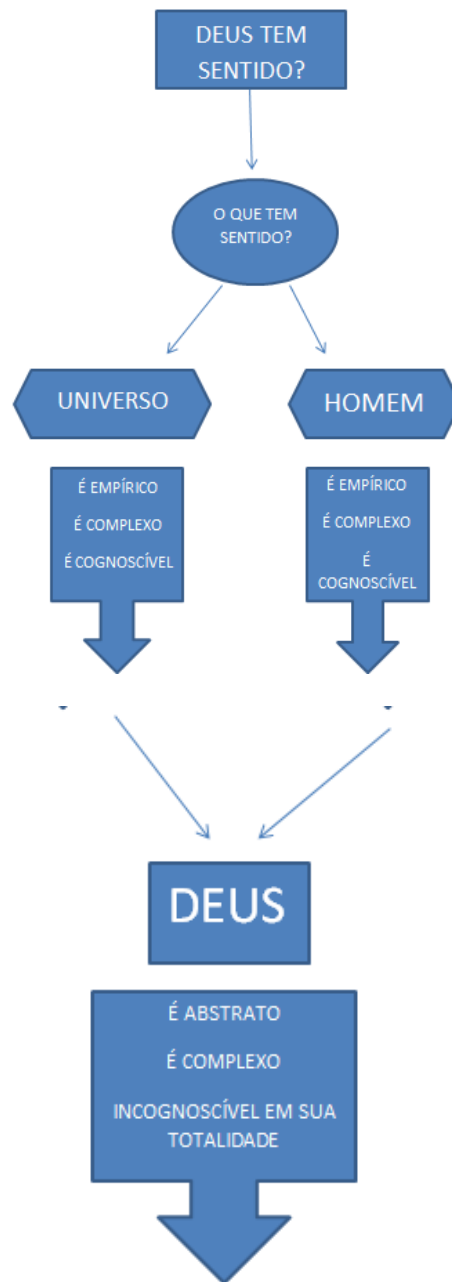 DEUS TEM
SENTIDO?
O QUE TEM
SENTIDO?
UNIVERSO
HOMEM
É EMPÍRICO
É COMPLEXO
É COGNOSCÍVEL
É EMPÍRICO
É COMPLEXO
É
COGNOSCÍVEL
DEUS
É ABSTRATO
É COMPLEXO
INCOGNOSCÍVEL EM SUA
TOTALIDADE